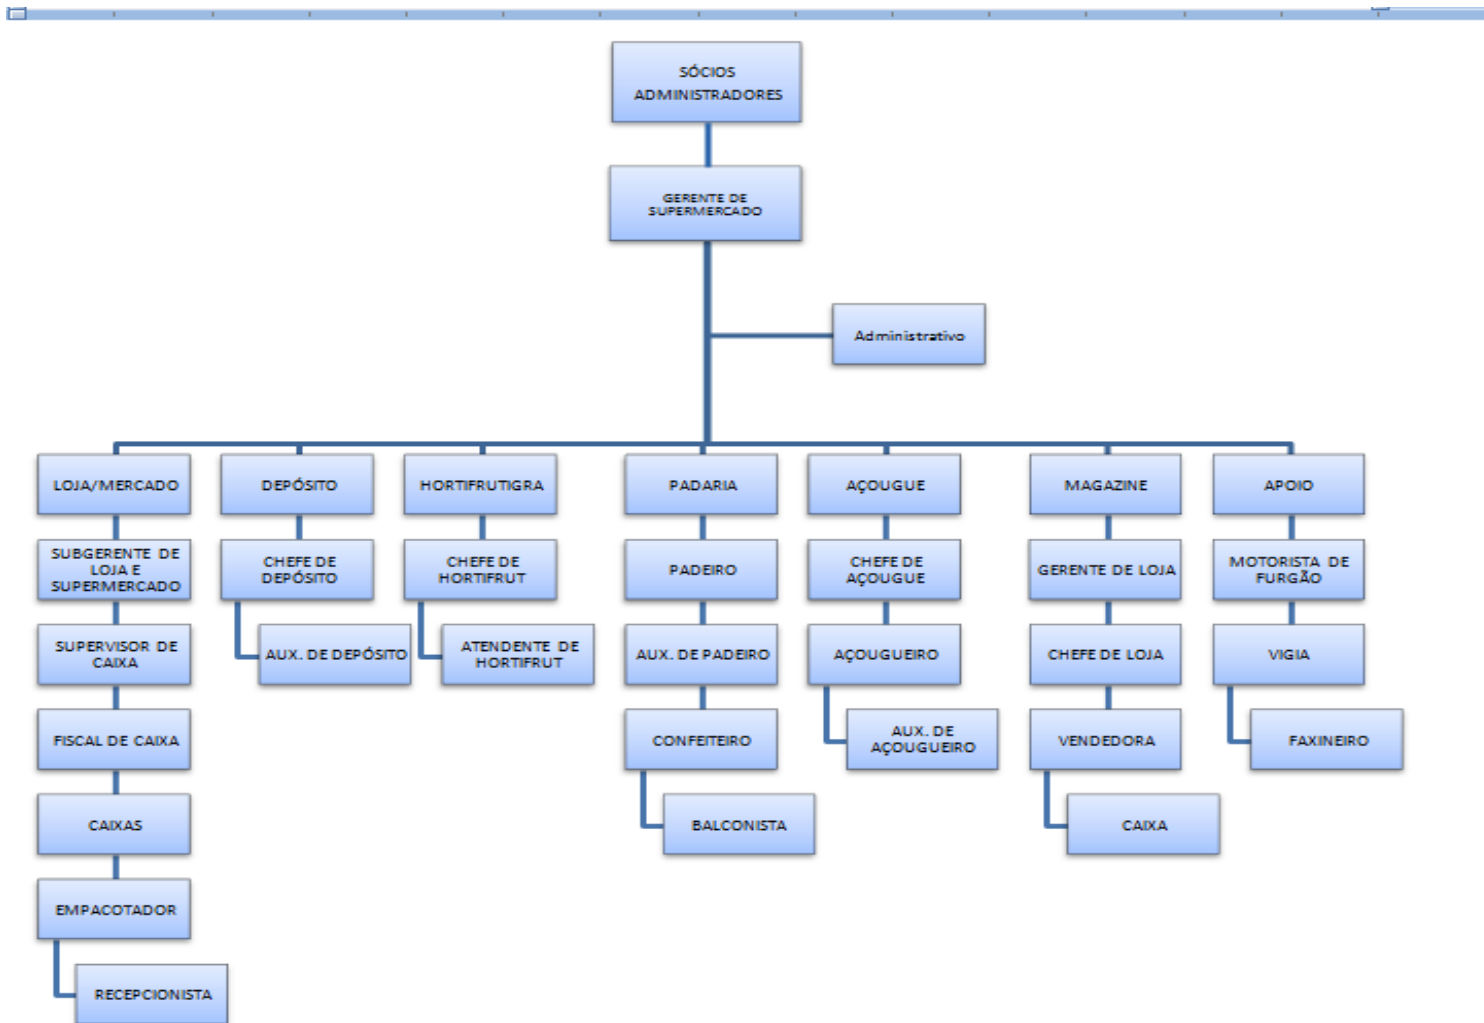 SÓCIOS
ADMINISTRADORES
GERENTE DE
SUPERMERCADO
Administrativo
LOJA/MERCADO
DEPÓSITO
HORTIFRUTIGRA
PADARIA
AÇOUGUE
MAGAZINE
APOIO
SUBGERENTE DE
LOJA E
SUPERMERCADO
CHEFE DE
DEPÓSITO
CHEFE DE
HORTIFRUT
PADEIRO
CHEFE DE
AÇOUGUE
GERENTE DE LOJA
MOTORISTA DE
FURGÃO
SUPERVISOR DE
CAIXA
AUX. DE DEPÓSITO
ATENDENTE DE
HORTIFRUT
AUX. DE PADEIRO
AÇOUGUEIRO
CHEFE DE LOJA
VIGIA
FISCAL DE CAIXA
CONFEITEIRO
AUX. DE
AÇOUGUEIRO
VENDEDORA
FAXINEIRO
CAIXAS
BALCONISTA
CAIXA
EMPACOTADOR
RECEPCIONISTA